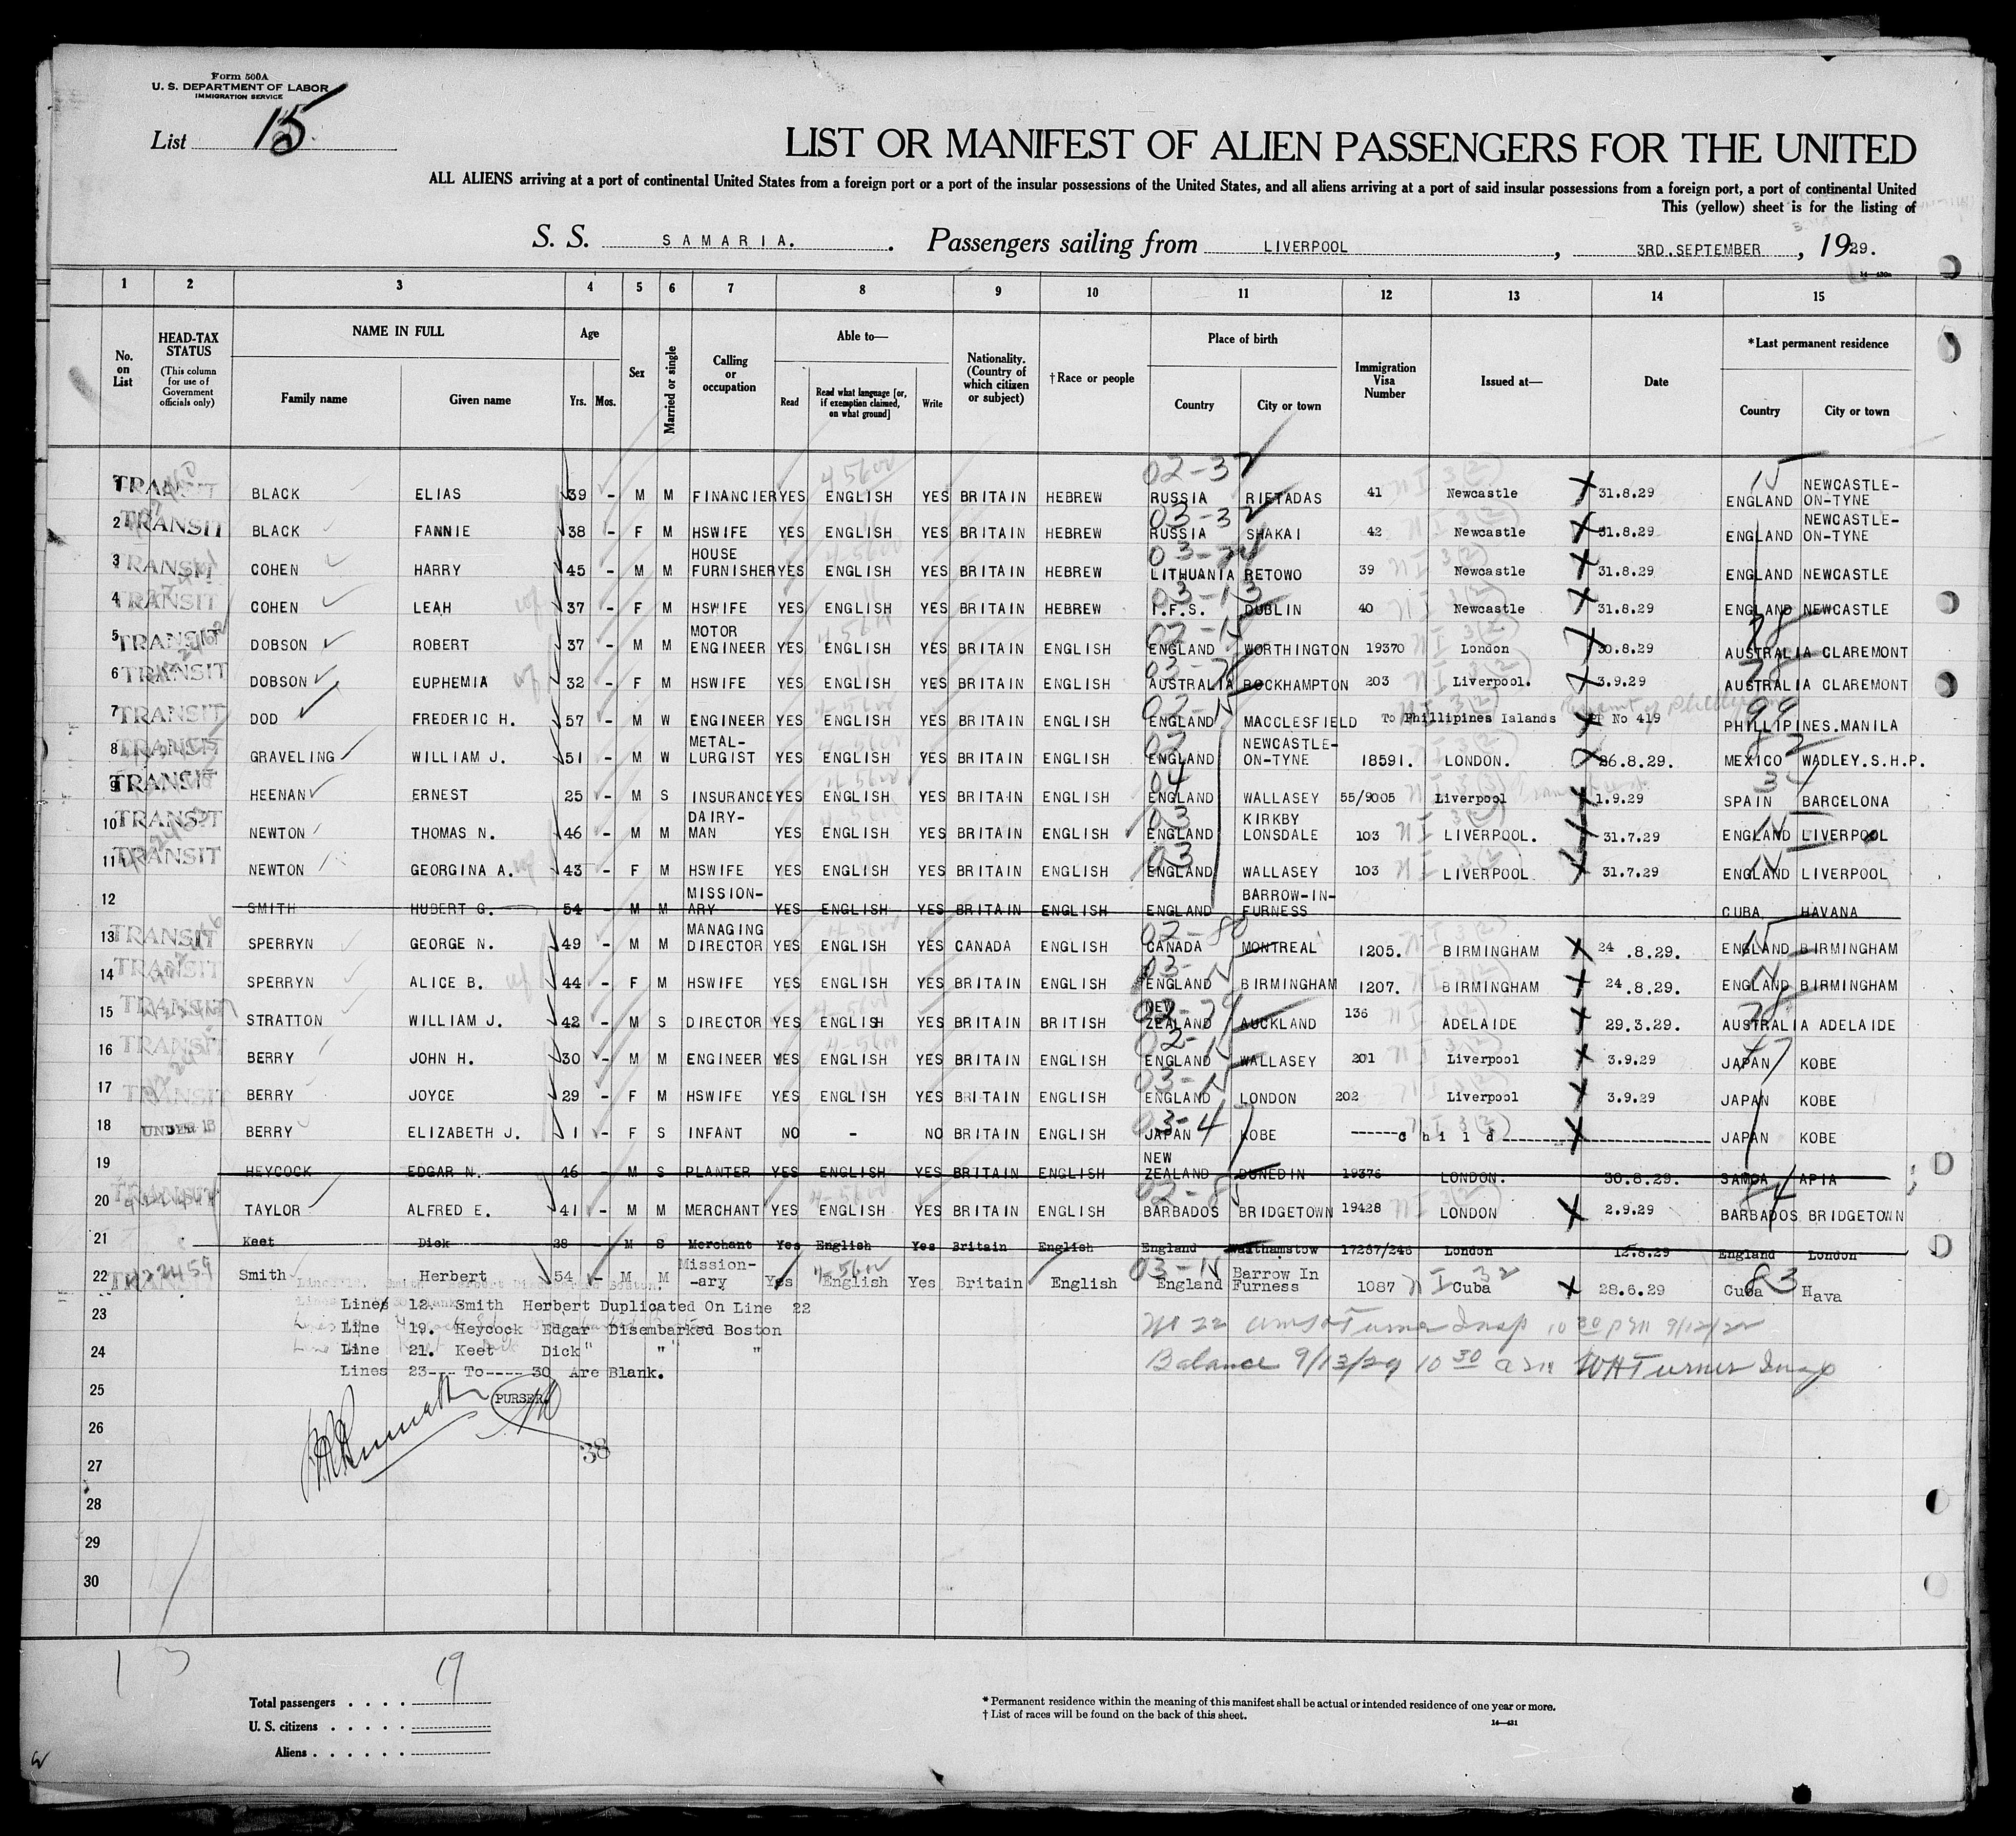 Form 500A
U. S. DEPARTMENT OF LABOR
IMMIGRATION SERVICE
List 15
LIST OR MANIFEST OF ALIEN PASSENGERS FOR THE UNITED
ALL ALIENS arriving at a port of continental United States from a foreign port or a port of the insular possessions of the United States, and all aliens arriving at a port of said insular possessions from a foreign port, a port of continental United
This (yellow) sheet is for the listing of
S. S. SAMARIA. Passengers sailing from LIVERPOOL, 3RD.SEPTEMBER, 1929.
1 2 3 4 5 6 7 8 9 10 11 12 13 14 15
No. on List
HEAD-TAX STATUS (This column for use of Government officials only)
NAME IN FULL
Family name Given name
Age Yrs. Mos.
Sex
Married or single
Calling or occupation
Able to—
Read Read what language [or, if exemption claimed, on what ground] Write
Nationality. (Country of which citizen or subject)
†Race or people
Place of birth
Country City or town
Immigration Visa Number
Issued at—
Date
*Last permanent residence
Country City or town
1 TRANSIT BLACK ELIAS 39 - M M FINANCIER YES ENGLISH YES BRITAIN HEBREW RUSSIA RIETADAS 41 Newcastle 31.8.29 ENGLAND NEWCASTLE-ON-TYNE
2 TRANSIT BLACK FANNIE 38 - F M HSWIFE YES ENGLISH YES BRITAIN HEBREW RUSSIA SHAKAI 42 Newcastle 31.8.29 ENGLAND NEWCASTLE-ON-TYNE
3 TRANSIT COHEN HARRY 45 - M M HOUSE FURNISHER YES ENGLISH YES BRITAIN HEBREW LITHUANIA RETOWO 39 Newcastle 31.8.29 ENGLAND NEWCASTLE
4 TRANSIT COHEN LEAH wf 37 - F M HSWIFE YES ENGLISH YES BRITAIN HEBREW I.F.S. DUBLIN 40 Newcastle 31.8.29 ENGLAND NEWCASTLE
5 TRANSIT DOBSON ROBERT 37 - M M MOTOR ENGINEER YES ENGLISH YES BRITAIN ENGLISH ENGLAND WORTHINGTON 19370 London 30.8.29 AUSTRALIA CLAREMONT
6 TRANSIT DOBSON EUPHEMIA wf 32 - F M HSWIFE YES ENGLISH YES BRITAIN ENGLISH AUSTRALIA ROCKHAMPTON 203 Liverpool. 3.9.29 AUSTRALIA CLAREMONT
7 TRANSIT DOD FREDERIC H. 57 - M W ENGINEER YES ENGLISH YES BRITAIN ENGLISH ENGLAND MACCLESFIELD To Phillipines Islands PP No 419 PHILLIPINES.MANILA
8 TRANSIT GRAVELING WILLIAM J. 51 - M W METAL-LURGIST YES ENGLISH YES BRITAIN ENGLISH ENGLAND NEWCASTLE-ON-TYNE 18591. LONDON. 26.8.29. MEXICO WADLEY.S.H.P.
9 TRANSIT HEENAN ERNEST 25 - M S INSURANCE YES ENGLISH YES BRITAIN ENGLISH ENGLAND WALLASEY 55/9005 Liverpool 1.9.29 SPAIN BARCELONA
10 TRANSIT NEWTON THOMAS N. 46 - M M DAIRY-MAN YES ENGLISH YES BRITAIN ENGLISH ENGLAND KIRKBY LONSDALE 103 LIVERPOOL. 31.7.29 ENGLAND LIVERPOOL
11 TRANSIT NEWTON GEORGINA A. wf 43 - F M HSWIFE YES ENGLISH YES BRITAIN ENGLISH ENGLAND WALLASEY 103 LIVERPOOL 31.7.29 ENGLAND LIVERPOOL
12 SMITH HUBERT G. 54 - M M MISSION-ARY YES ENGLISH YES BRITAIN ENGLISH ENGLAND BARROW-IN-FURNESS CUBA HAVANA
13 TRANSIT SPERRYN GEORGE N. 49 - M M MANAGING DIRECTOR YES ENGLISH YES CANADA ENGLISH CANADA MONTREAL 1205. BIRMINGHAM 24.8.29. ENGLAND BIRMINGHAM
14 TRANSIT SPERRYN ALICE B. wf 44 - F M HSWIFE YES ENGLISH YES BRITAIN ENGLISH ENGLAND BIRMINGHAM 1207. BIRMINGHAM 24.8.29. ENGLAND BIRMINGHAM
15 TRANSIT STRATTON WILLIAM J. 42 - M S DIRECTOR YES ENGLISH YES BRITAIN BRITISH NEW ZEALAND AUCKLAND 136 ADELAIDE 29.3.29. AUSTRALIA ADELAIDE
16 TRANSIT BERRY JOHN H. 30 - M M ENGINEER YES ENGLISH YES BRITAIN ENGLISH ENGLAND WALLASEY 201 Liverpool 3.9.29 JAPAN KOBE
17 TRANSIT BERRY JOYCE 29 - F M HSWIFE YES ENGLISH YES BRITAIN ENGLISH ENGLAND LONDON 202 Liverpool 3.9.29 JAPAN KOBE
18 UNDER 16 BERRY ELIZABETH J. 1 - F S INFANT NO - NO BRITAIN ENGLISH JAPAN KOBE ------Child------ JAPAN KOBE
19 HEYCOCK EDGAR N. 46 - M S PLANTER YES ENGLISH YES BRITAIN ENGLISH NEW ZEALAND DUNEDIN 19376 LONDON. 30.8.29. SAMOA APIA
20 TRANSIT TAYLOR ALFRED E. 41 - M M MERCHANT YES ENGLISH YES BRITAIN ENGLISH BARBADOS BRIDGETOWN 19428 LONDON 2.9.29 BARBADOS BRIDGETOWN
21 Keet Dick 28 - M S Merchant Yes English Yes Britain English England Walthamstow 17267/246 London 12.8.29 England London
22 TRANSIT Smith Herbert 54 - M M Mission--ary Yes English Yes Britain English England Barrow In Furness 1087 Cuba 28.6.29 Cuba Hava
23 Lines 12. Smith Herbert Duplicated On Line 22
Line 19. Heycock Edgar Disembarked Boston
24 Line 21. Keet Dick " " "
Lines 23--- To---- 30 Are Blank.
Balance 9/13/29 10 30 am WH Turner Insp
25
PURSER.
26
38
27
28
29
30
Total passengers . . . . 19
U. S. citizens . . . . .
Aliens . . . . . .
* Permanent residence within the meaning of this manifest shall be actual or intended residence of one year or more.
† List of races will be found on the back of this sheet.
14—431